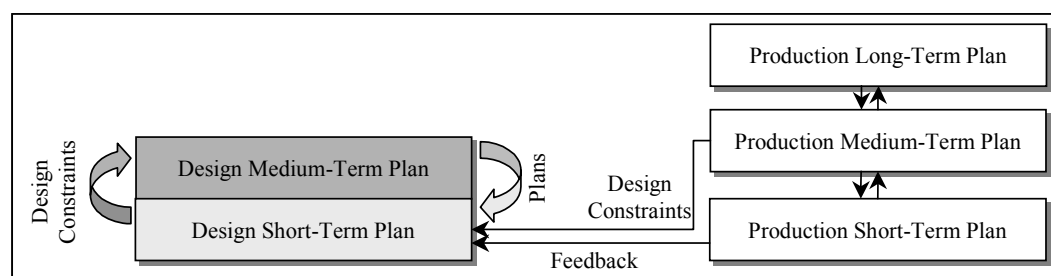 Production Long-Term Plan
Production Medium-Term Plan
Design Medium-Term Plan
Design
Constraints
Plans
Design
Constraints
Design Short-Term Plan
Production Short-Term Plan
Feedback